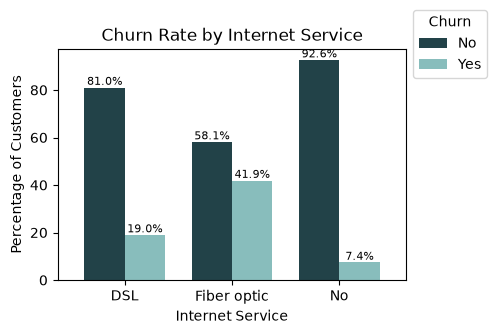 Churn Rate by Internet Service
Churn
No
Yes
Percentage of Customers
80
60
40
20
0
81.0%
19.0%
58.1%
41.9%
92.6%
7.4%
DSL
Fiber optic
No
Internet Service